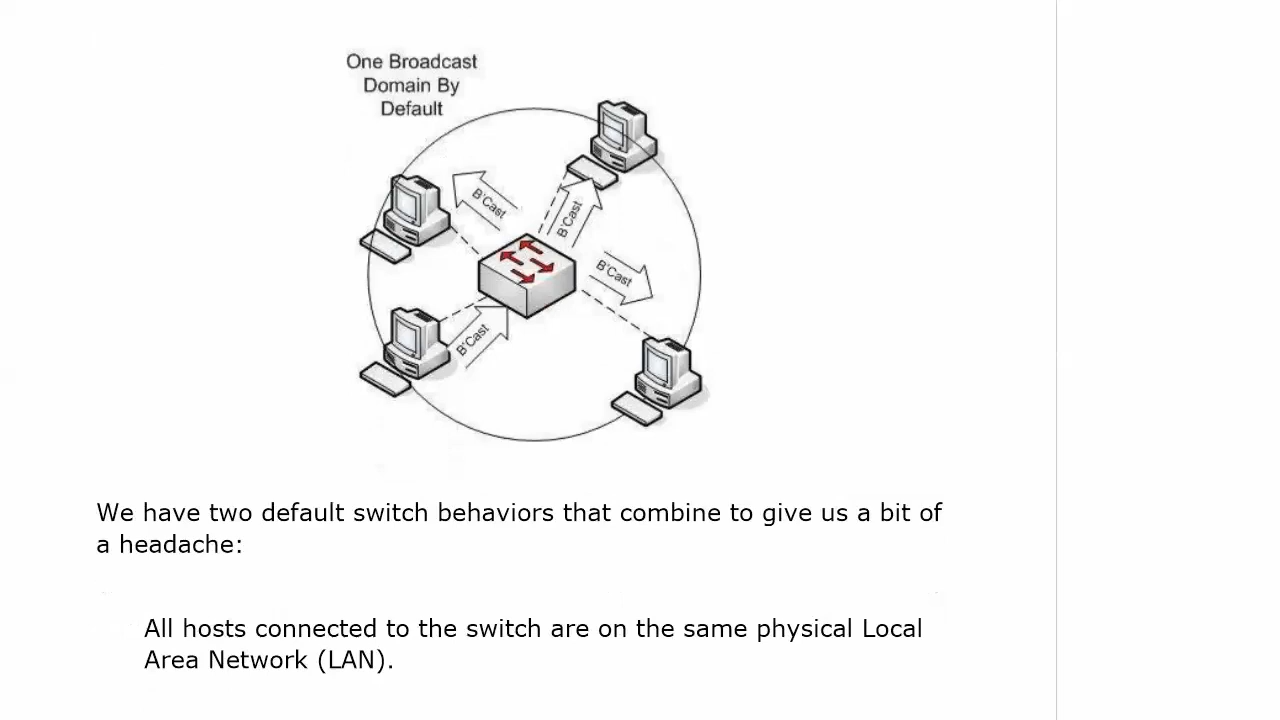 One Broadcast
Domain By
Default
B'Cast
B'Cast
B'Cast
B'Cast
We have two default switch behaviors that combine to give us a bit of
a headache:
All hosts connected to the switch are on the same physical Local
Area Network (LAN).